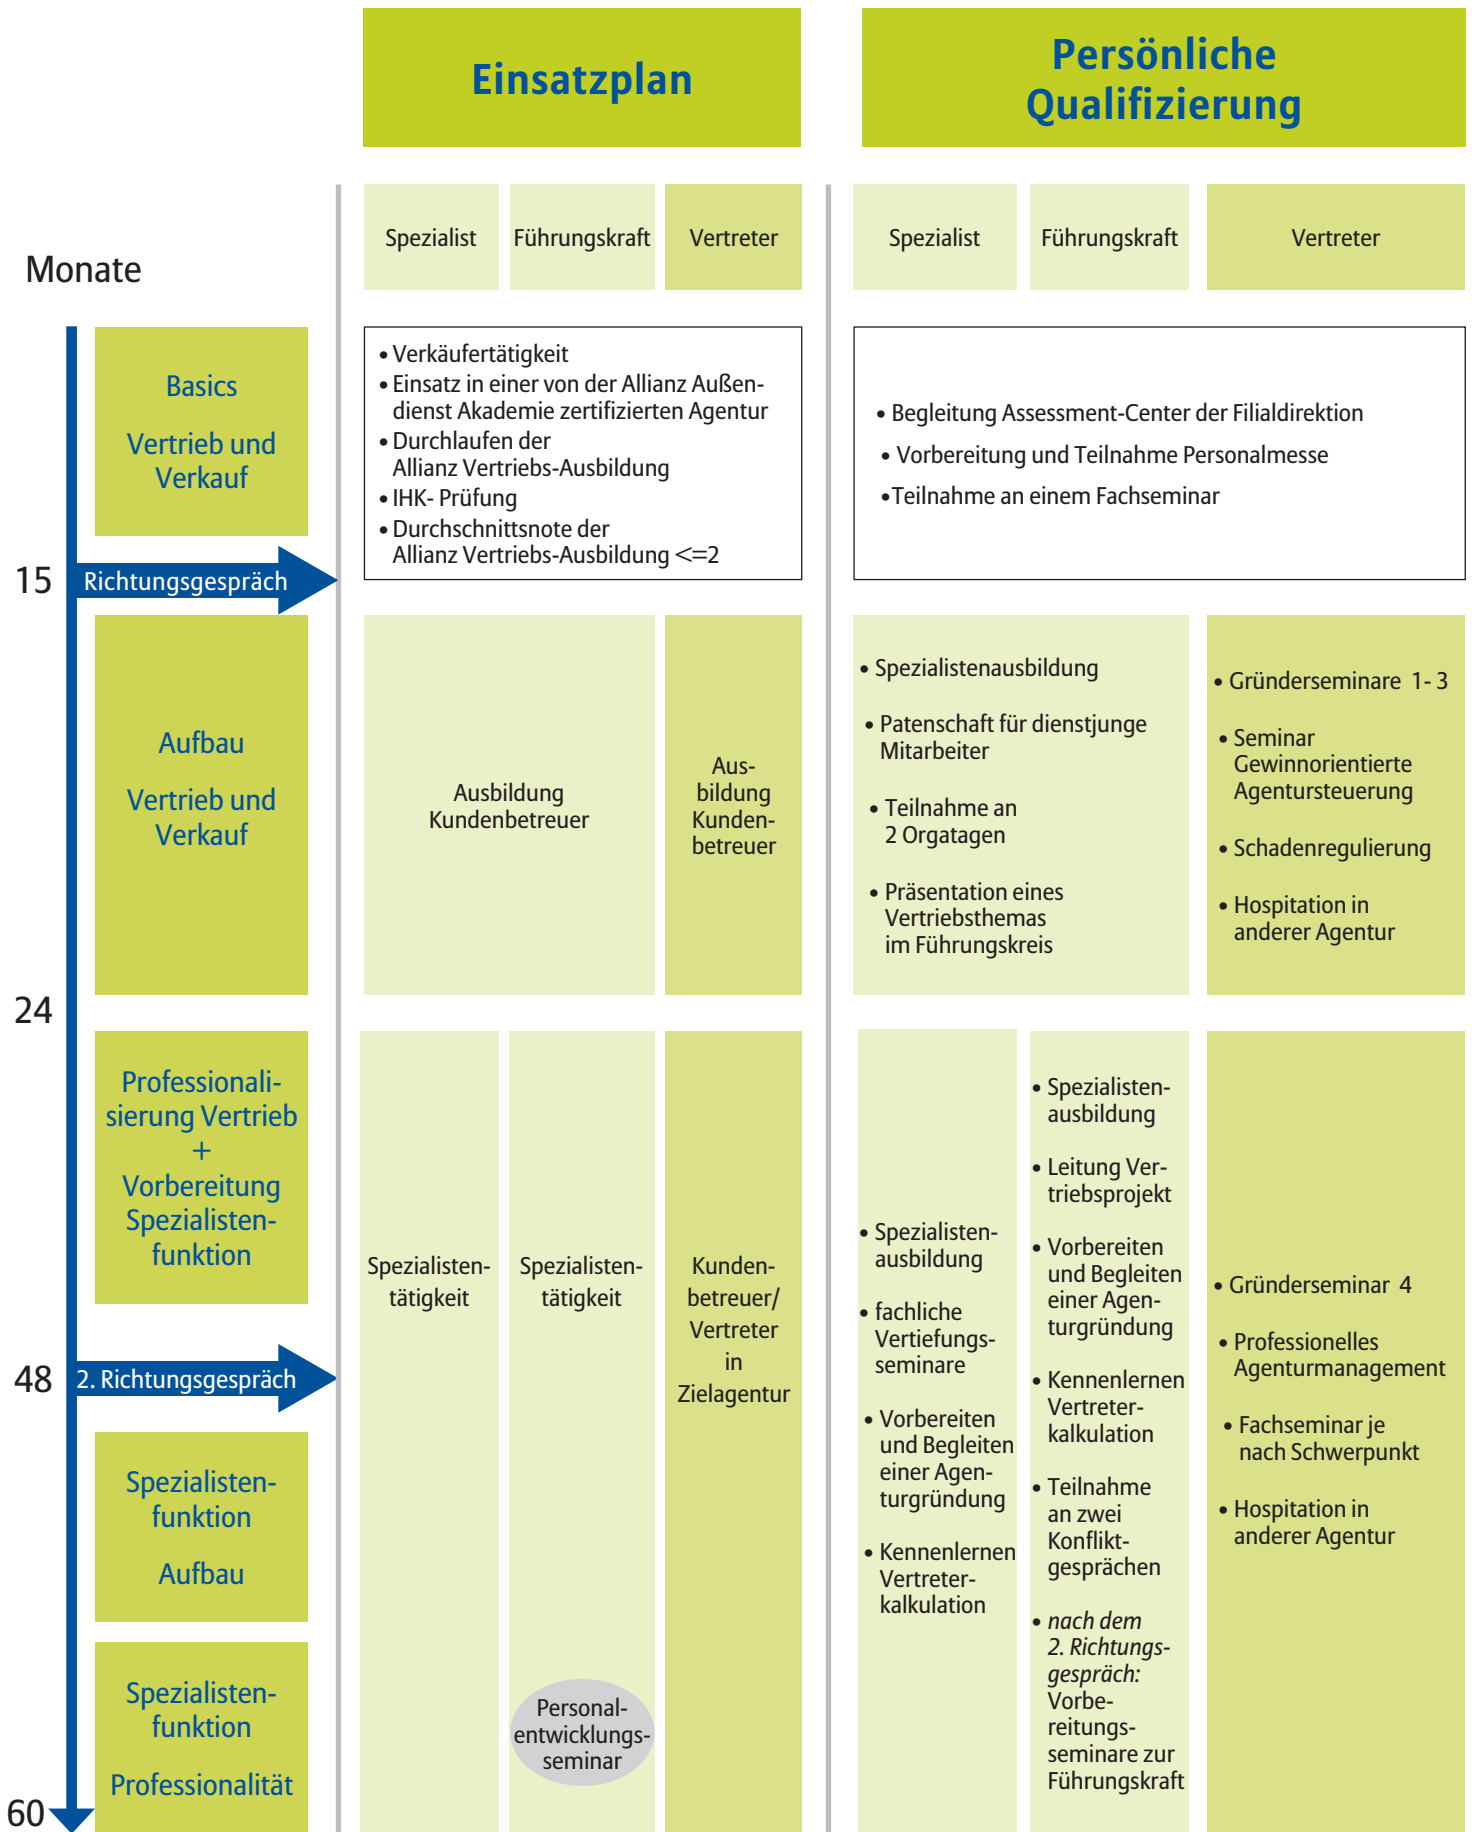 Einsatzplan
Persönliche
Qualifizierung
Monate
Spezialist
Führungskraft
Vertreter
Spezialist
Führungskraft
Vertreter
Basics
Vertrieb und
Verkauf
• Verkäufertätigkeit
• Einsatz in einer von der Allianz Außen-
dienst Akademie zertifizierten Agentur
• Durchlaufen der
Allianz Vertriebs-Ausbildung
• IHK- Prüfung
• Durchschnittsnote der
Allianz Vertriebs-Ausbildung <=2
• Begleitung Assessment-Center der Filialdirektion
• Vorbereitung und Teilnahme Personalmesse
• Teilnahme an einem Fachseminar
15
Richtungsgespräch
Aufbau
Vertrieb und
Verkauf
Ausbildung
Kundenbetreuer
Aus-
bildung
Kunden-
betreuer
• Spezialistenausbildung
• Patenschaft für dienstjunge
Mitarbeiter
• Teilnahme an
2 Orgatagen
• Präsentation eines
Vertriebsthemas
im Führungskreis
• Gründerseminare 1- 3
• Seminar
Gewinnorientierte
Agentursteuerung
• Schadenregulierung
• Hospitation in
anderer Agentur
24
Professionali-
sierung Vertrieb
+
Vorbereitung
Spezialisten-
funktion
48
2. Richtungsgespräch
Spezialisten-
funktion
Aufbau
Spezialisten-
funktion
Professionalität
60
Spezialisten-
tätigkeit
Spezialisten-
tätigkeit
Personal-
entwicklungs-
seminar
Kunden-
betreuer/
Vertreter
in
Zielagentur
• Spezialisten-
ausbildung
• fachliche
Vertiefungs-
seminare
• Vorbereiten
und Begleiten
einer Agen-
turgründung
• Kennenlernen
Vertreter-
kalkulation
• Spezialisten-
ausbildung
• Leitung Ver-
triebsprojekt
• Vorbereiten
und Begleiten
einer Agen-
turgründung
• Kennenlernen
Vertreter-
kalkulation
• Teilnahme
an zwei
Konflikt-
gesprächen
• nach dem
2. Richtungs-
gespräch:
Vorbe-
reitungs-
seminare zur
Führungskraft
• Gründerseminar 4
• Professionelles
Agenturmanagement
• Fachseminar je
nach Schwerpunkt
• Hospitation in
anderer Agentur